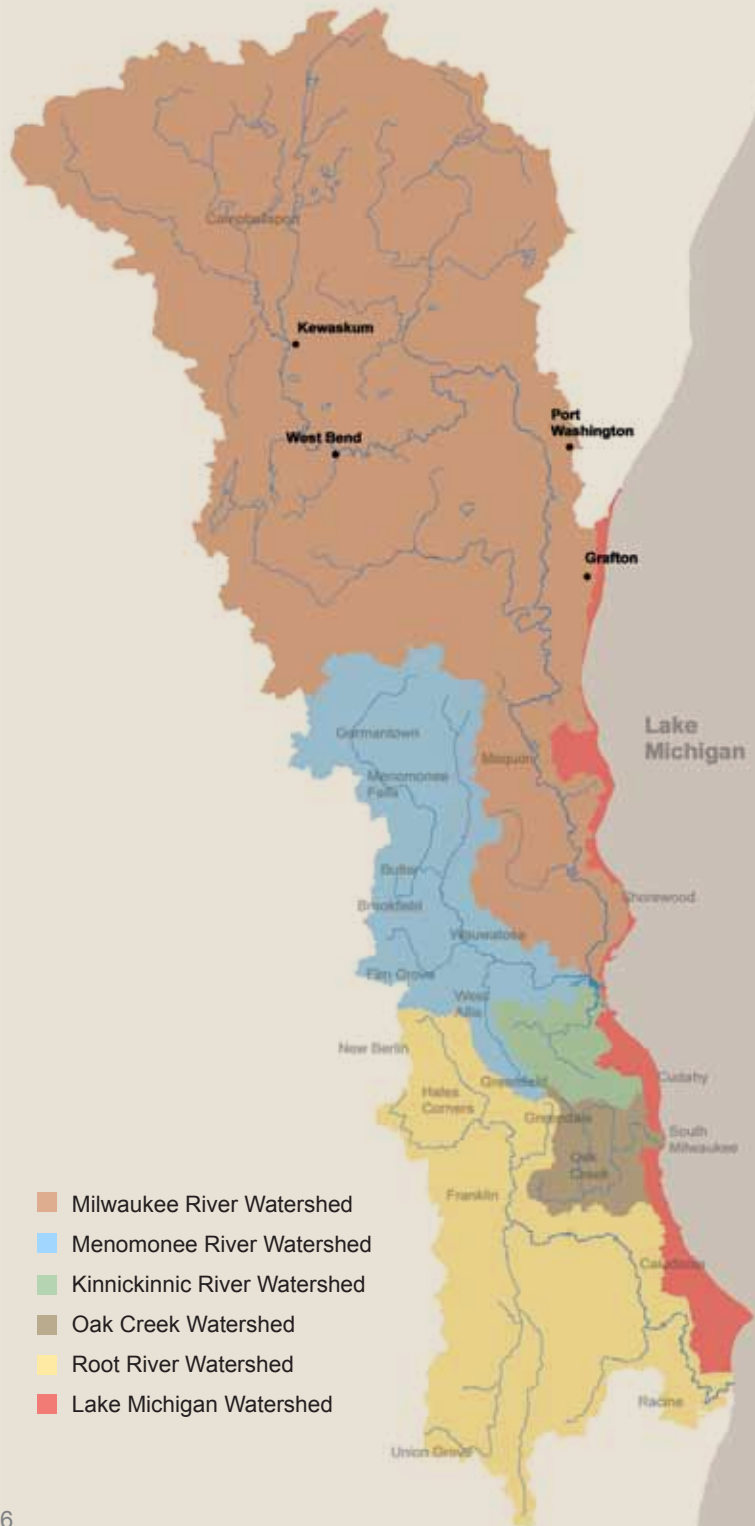 Campbellsport
Kewaskum
West Bend
Port
Washington
Grafton
Lake
Michigan
Germantown
Mequon
Menomonee
Falls
Butler
Brookfield
Shorewood
Wauwatosa
Elm Grove
West
Allis
New Berlin
Greenfield
Cudahy
Hales
Corners
Greendale
South
Milwaukee
Oak
Creek
Franklin
Caledonia
Racine
Union Grove
Milwaukee River Watershed
Menomonee River Watershed
Kinnickinnic River Watershed
Oak Creek Watershed
Root River Watershed
Lake Michigan Watershed
6